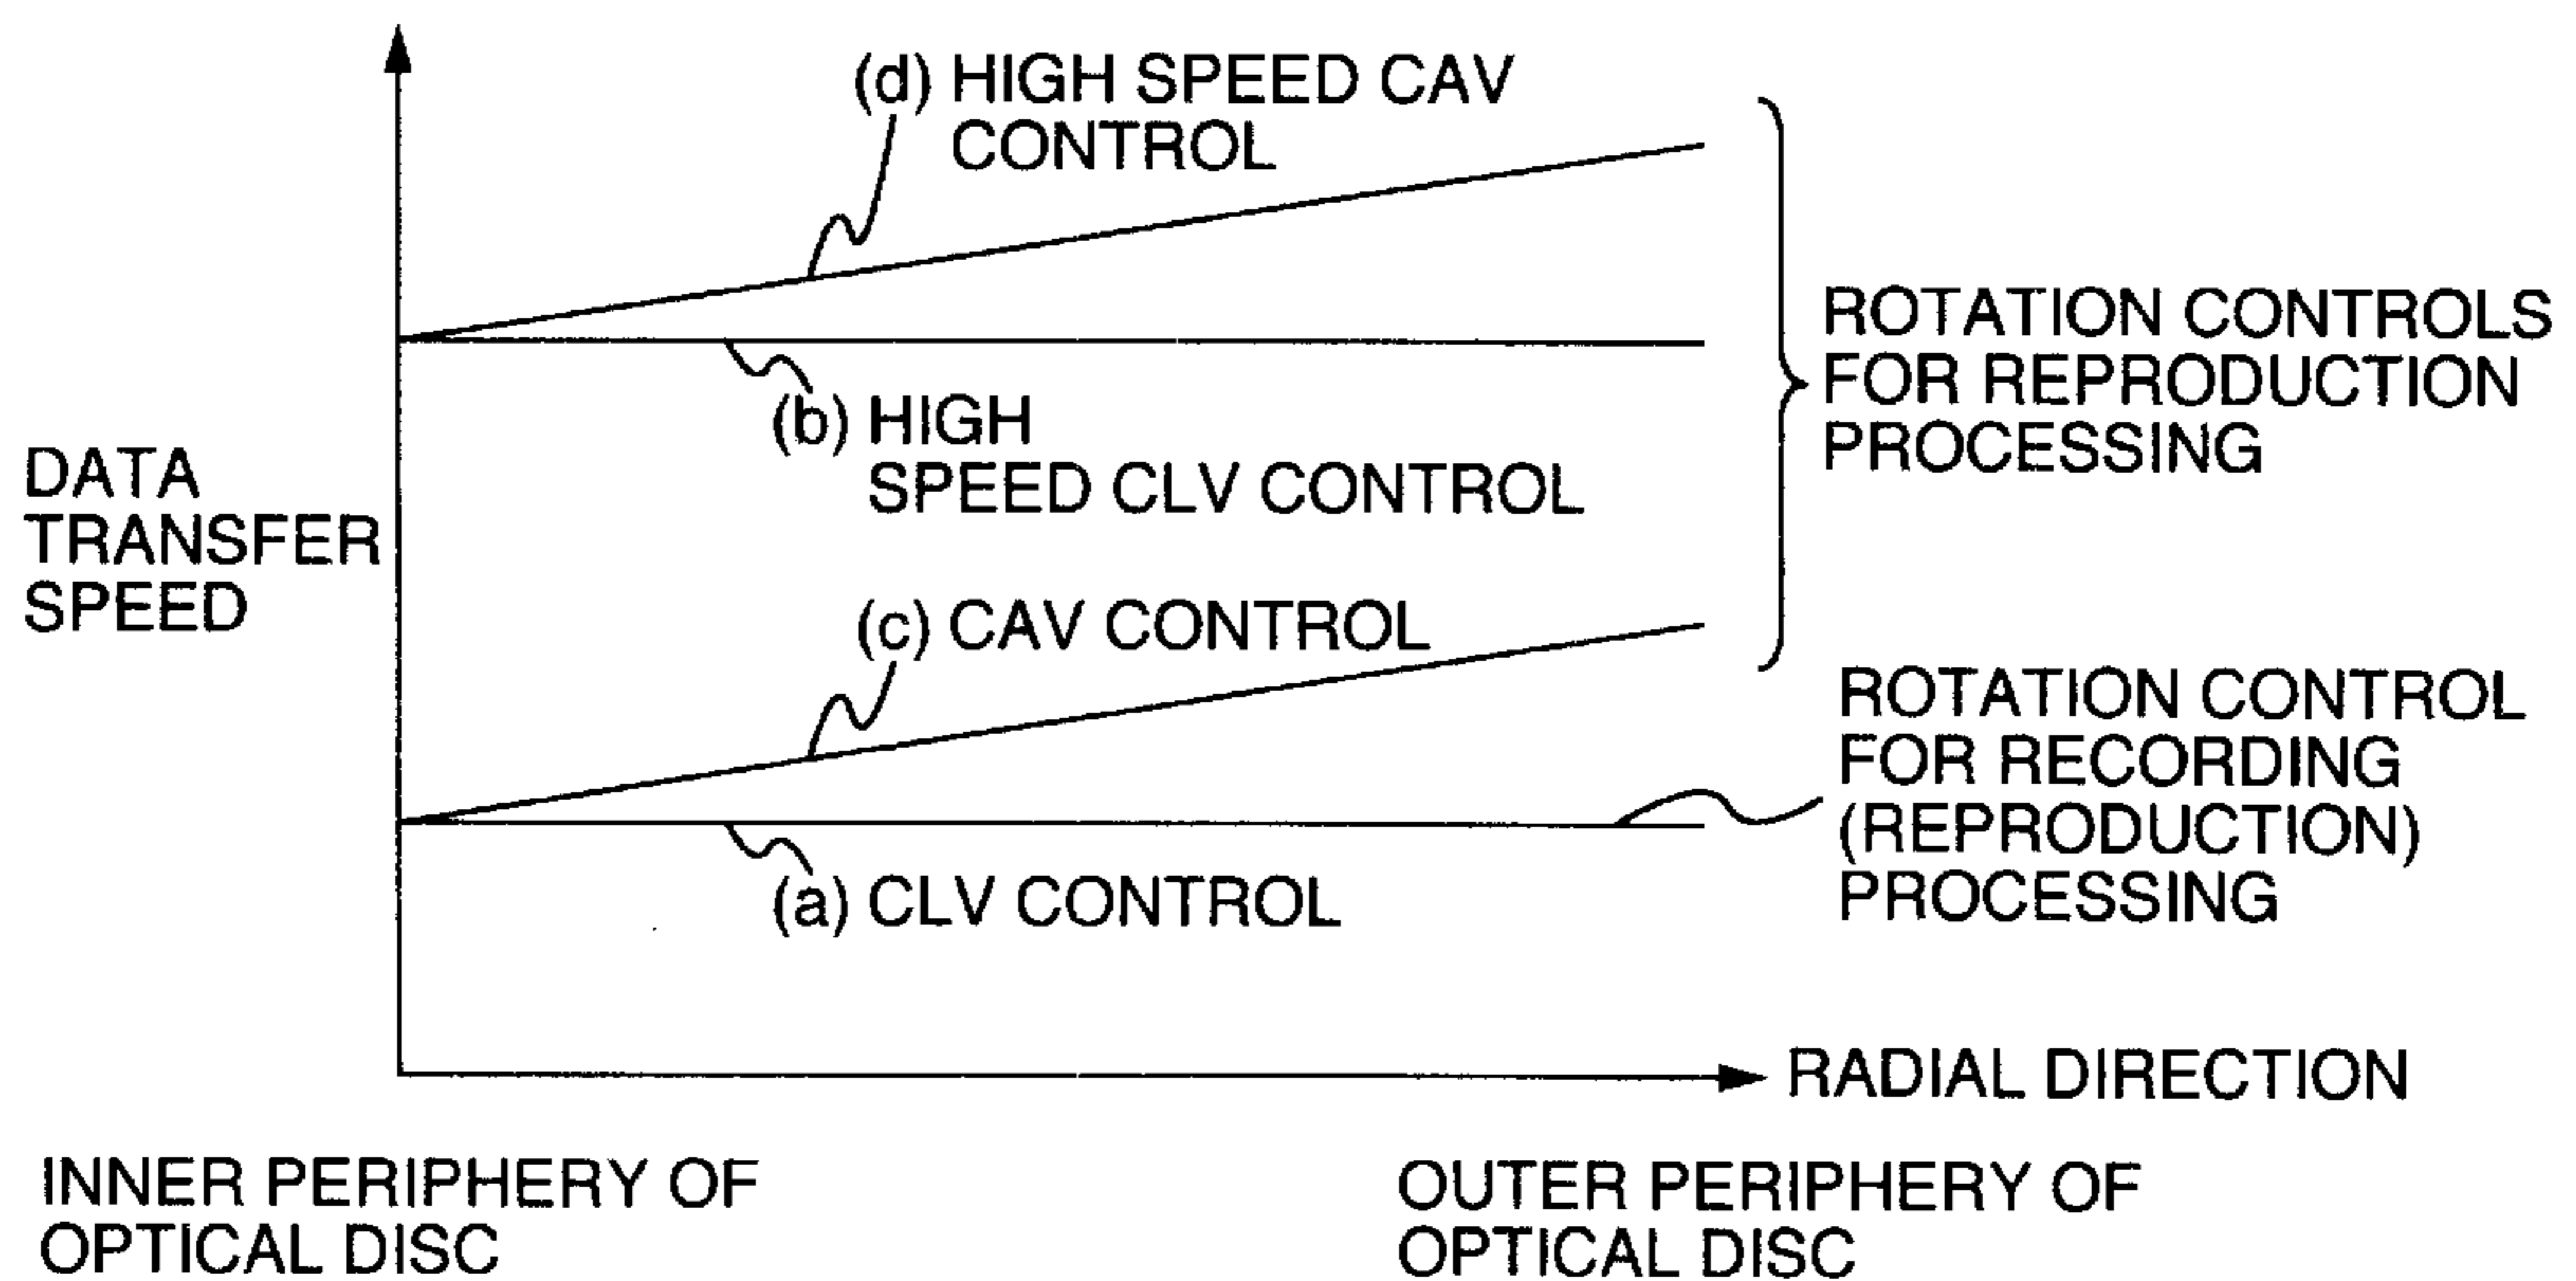 (d) HIGH SPEED CAV
CONTROL
ROTATION CONTROLS
FOR REPRODUCTION
PROCESSING
(b) HIGH
SPEED CLV CONTROL
DATA
TRANSFER
SPEED
(c) CAV CONTROL
ROTATION CONTROL
FOR RECORDING
(REPRODUCTION)
PROCESSING
(a) CLV CONTROL
RADIAL DIRECTION
INNER PERIPHERY OF
OPTICAL DISC
OUTER PERIPHERY OF
OPTICAL DISC